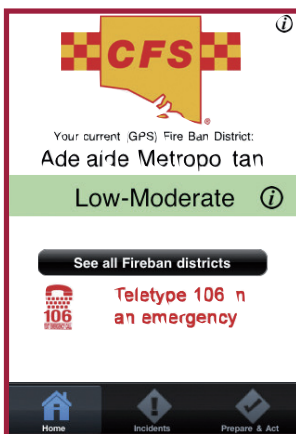 CFS
Your current (GPS) Fire Ban District:
Ade aide Metropo tan
Low-Moderate
See all Fireban districts
Teletype 106 n
106
an emergency
Home Incidents Prepare & Act